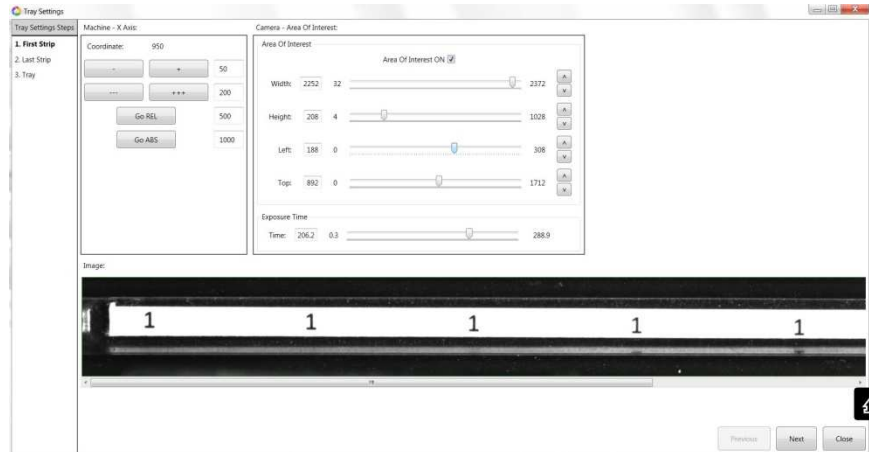 Tray Settings
Tray Settings Steps
1. First Strip
2. Last Strip
3. Tray
Machine - X Axis:
Coordinate: 950
- + 50
--- +++ 200
Go REL 500
Go ABS 1000
Camera - Area Of Interest:
Area Of Interest
Area Of Interest ON
Width: 2252 32 2372
Height: 208 4 1028
Left: 188 0 308
Top: 892 0 1712
Exposure Time
Time: 206.2 0.3 288.9
Image:
1 1 1 1 1
Previous Next Close